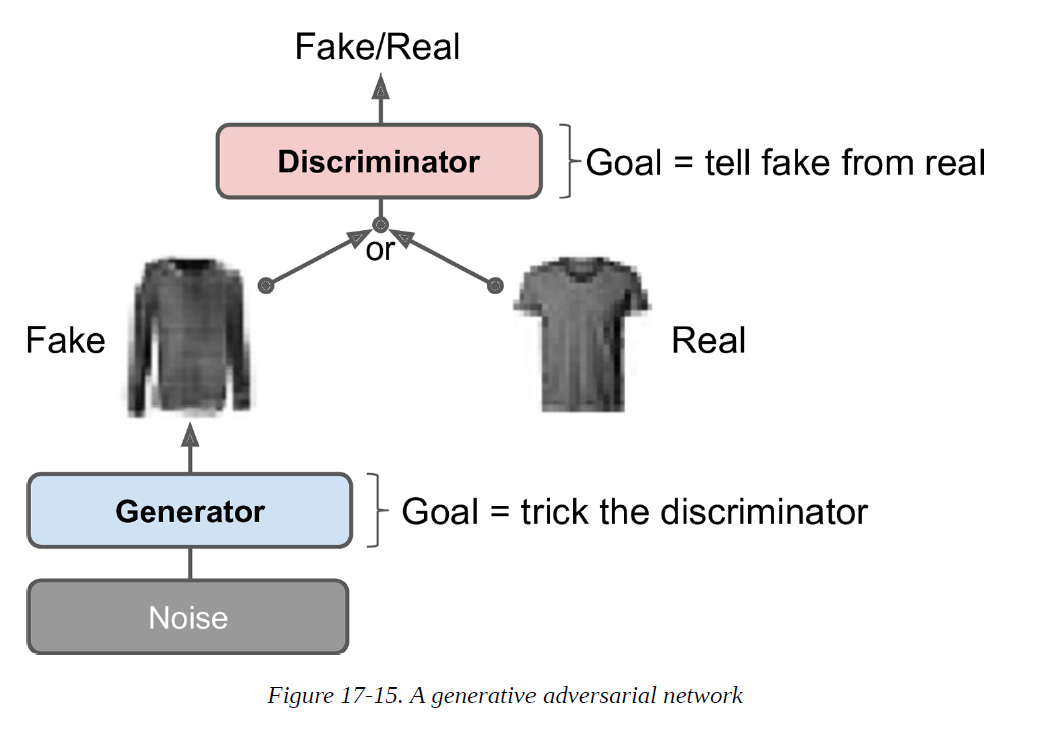 Fake/Real
Discriminator
Goal = tell fake from real
or
Fake
Real
Generator
Goal = trick the discriminator
Noise
Figure 17-15. A generative adversarial network